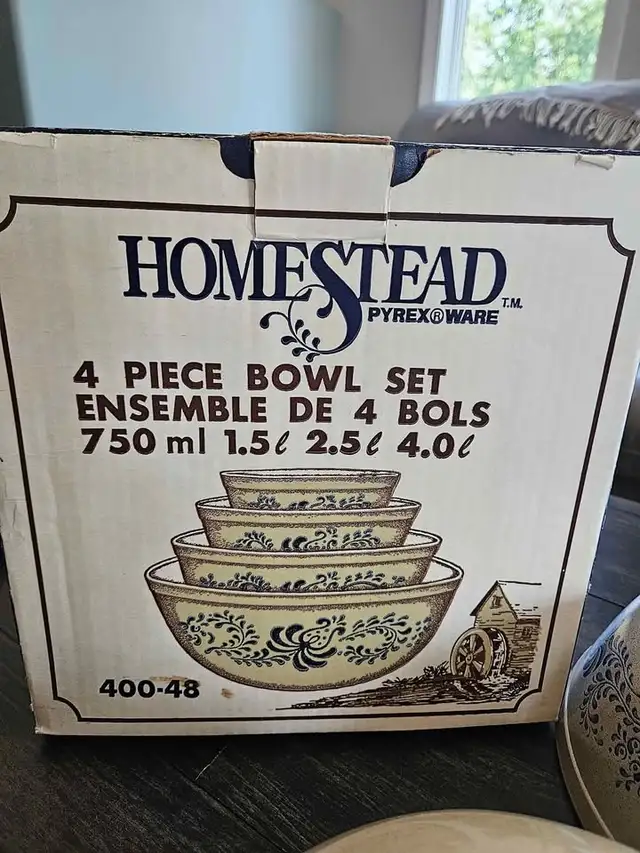 HOMESTEAD T.M.
PYREX® WARE
4 PIECE BOWL SET
ENSEMBLE DE 4 BOLS
750 ml 1.5ℓ 2.5ℓ 4.0ℓ
400-48